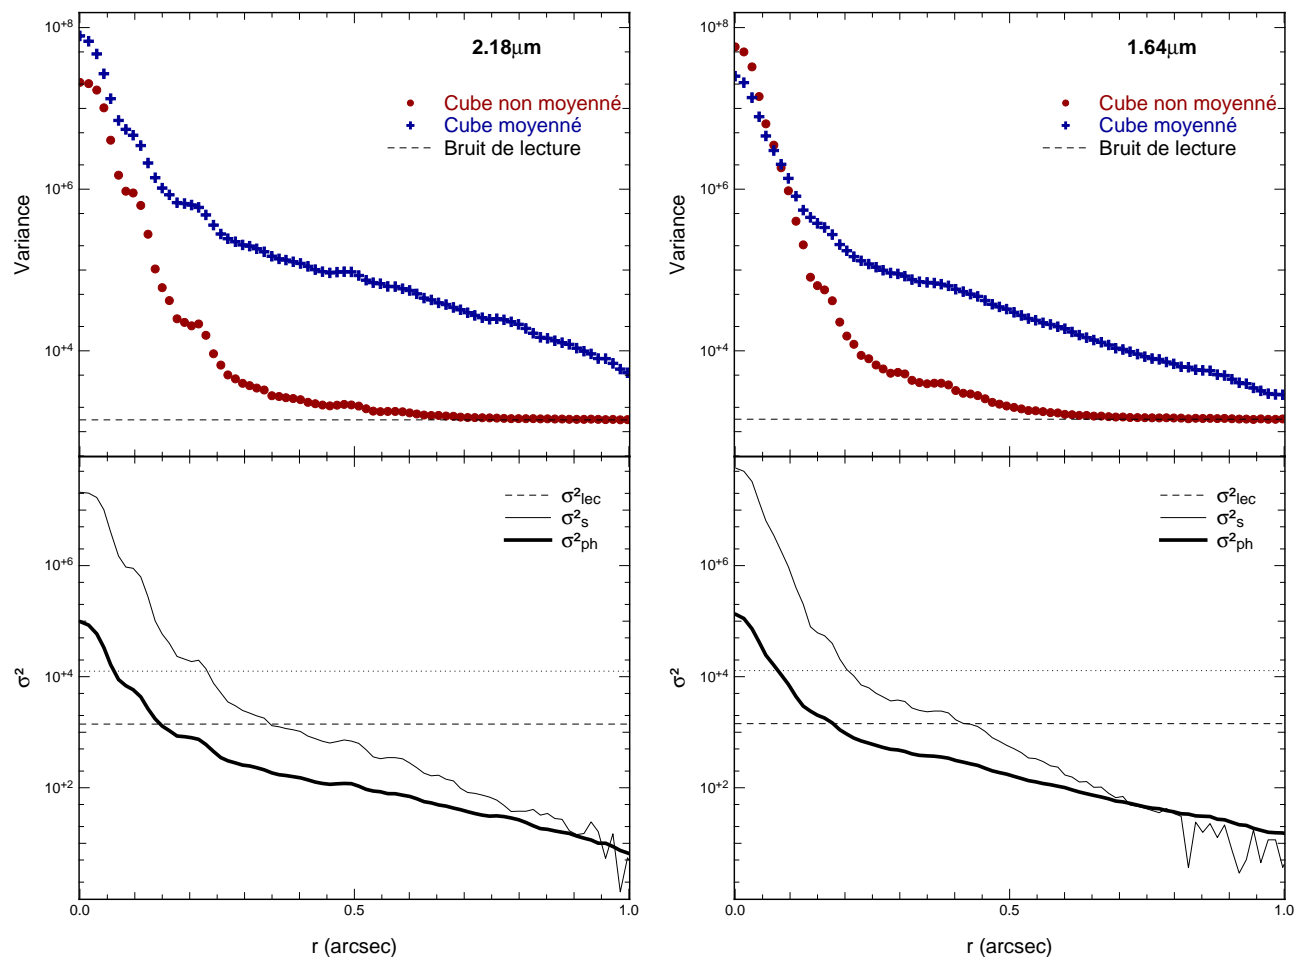 2.18μm
Cube non moyenné
Cube moyenné
Bruit de lecture
Variance
10+8
10+6
10+4
1.64μm
Cube non moyenné
Cube moyenné
Bruit de lecture
Variance
10+8
10+6
10+4
σ²lec
σ²s
σ²ph
σ²
10+6
10+4
10+2
0.0 0.5 1.0
r (arcsec)
σ²lec
σ²s
σ²ph
σ²
10+6
10+4
10+2
0.0 0.5 1.0
r (arcsec)